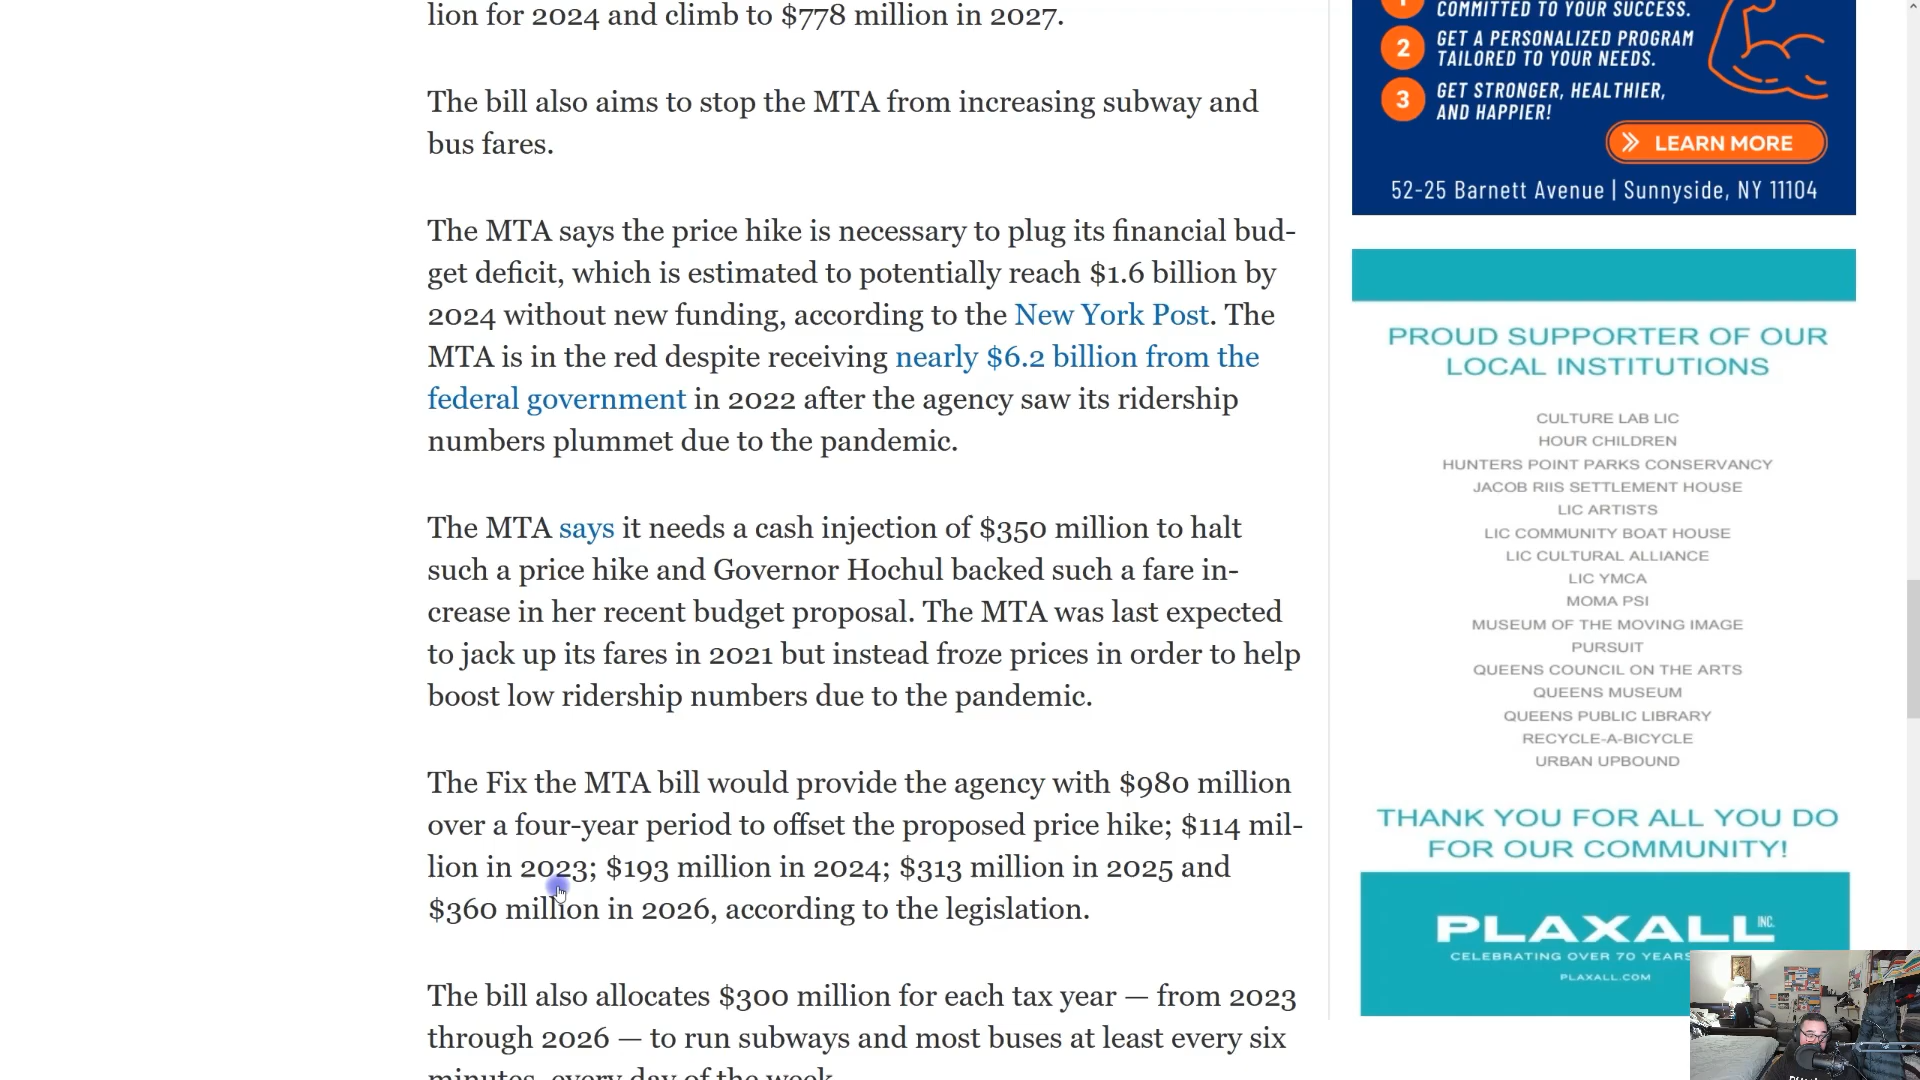 lion for 2024 and climb to $778 million in 2027.
The bill also aims to stop the MTA from increasing subway and
bus fares.
The MTA says the price hike is necessary to plug its financial bud-
get deficit, which is estimated to potentially reach $1.6 billion by
2024 without new funding, according to the New York Post. The
MTA is in the red despite receiving nearly $6.2 billion from the
federal government in 2022 after the agency saw its ridership
numbers plummet due to the pandemic.
The MTA says it needs a cash injection of $350 million to halt
such a price hike and Governor Hochul backed such a fare in-
crease in her recent budget proposal. The MTA was last expected
to jack up its fares in 2021 but instead froze prices in order to help
boost low ridership numbers due to the pandemic.
The Fix the MTA bill would provide the agency with $980 million
over a four-year period to offset the proposed price hike; $114 mil-
lion in 2023; $193 million in 2024; $313 million in 2025 and
$360 million in 2026, according to the legislation.
The bill also allocates $300 million for each tax year — from 2023
through 2026 — to run subways and most buses at least every six
minutes, every day of the week
1 COMMITTED TO YOUR SUCCESS.
2 GET A PERSONALIZED PROGRAM
TAILORED TO YOUR NEEDS.
3 GET STRONGER, HEALTHIER,
AND HAPPIER!
LEARN MORE
52-25 Barnett Avenue | Sunnyside, NY 11104
PROUD SUPPORTER OF OUR
LOCAL INSTITUTIONS
CULTURE LAB LIC
HOUR CHILDREN
HUNTERS POINT PARKS CONSERVANCY
JACOB RIIS SETTLEMENT HOUSE
LIC ARTISTS
LIC COMMUNITY BOAT HOUSE
LIC CULTURAL ALLIANCE
LIC YMCA
MOMA PSI
MUSEUM OF THE MOVING IMAGE
PURSUIT
QUEENS COUNCIL ON THE ARTS
QUEENS MUSEUM
QUEENS PUBLIC LIBRARY
RECYCLE-A-BICYCLE
URBAN UPBOUND
THANK YOU FOR ALL YOU DO
FOR OUR COMMUNITY!
PLAXALL INC.
CELEBRATING OVER 70 YEARS
PLAXALL.COM